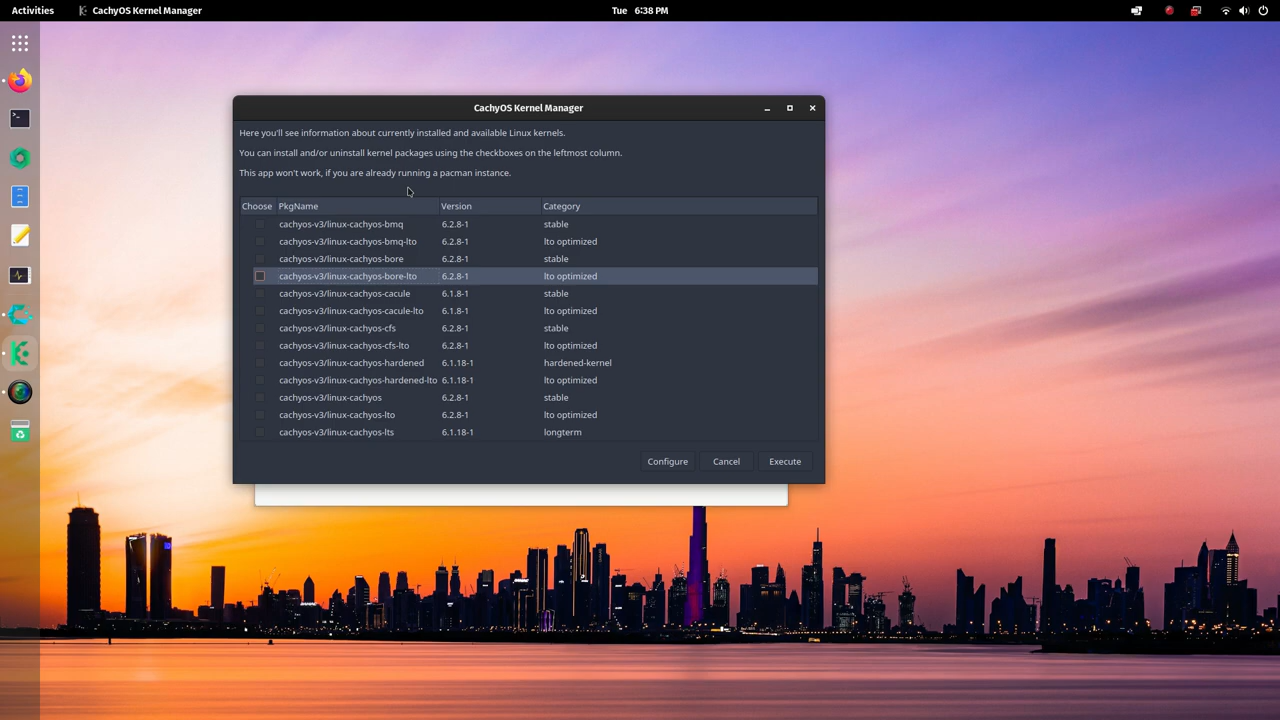 Activities CachyOS Kernel Manager Tue 6:38 PM
CachyOS Kernel Manager
Here you'll see information about currently installed and available Linux kernels.
You can install and/or uninstall kernel packages using the checkboxes on the leftmost column.
This app won't work, if you are already running a pacman instance.
Choose PkgName Version Category
cachyos-v3/linux-cachyos-bmq 6.2.8-1 stable
cachyos-v3/linux-cachyos-bmq-lto 6.2.8-1 lto optimized
cachyos-v3/linux-cachyos-bore 6.2.8-1 stable
cachyos-v3/linux-cachyos-bore-lto 6.2.8-1 lto optimized
cachyos-v3/linux-cachyos-cacule 6.1.8-1 stable
cachyos-v3/linux-cachyos-cacule-lto 6.1.8-1 lto optimized
cachyos-v3/linux-cachyos-cfs 6.2.8-1 stable
cachyos-v3/linux-cachyos-cfs-lto 6.2.8-1 lto optimized
cachyos-v3/linux-cachyos-hardened 6.1.18-1 hardened-kernel
cachyos-v3/linux-cachyos-hardened-lto 6.1.18-1 lto optimized
cachyos-v3/linux-cachyos 6.2.8-1 stable
cachyos-v3/linux-cachyos-lto 6.2.8-1 lto optimized
cachyos-v3/linux-cachyos-lts 6.1.18-1 longterm
Configure Cancel Execute